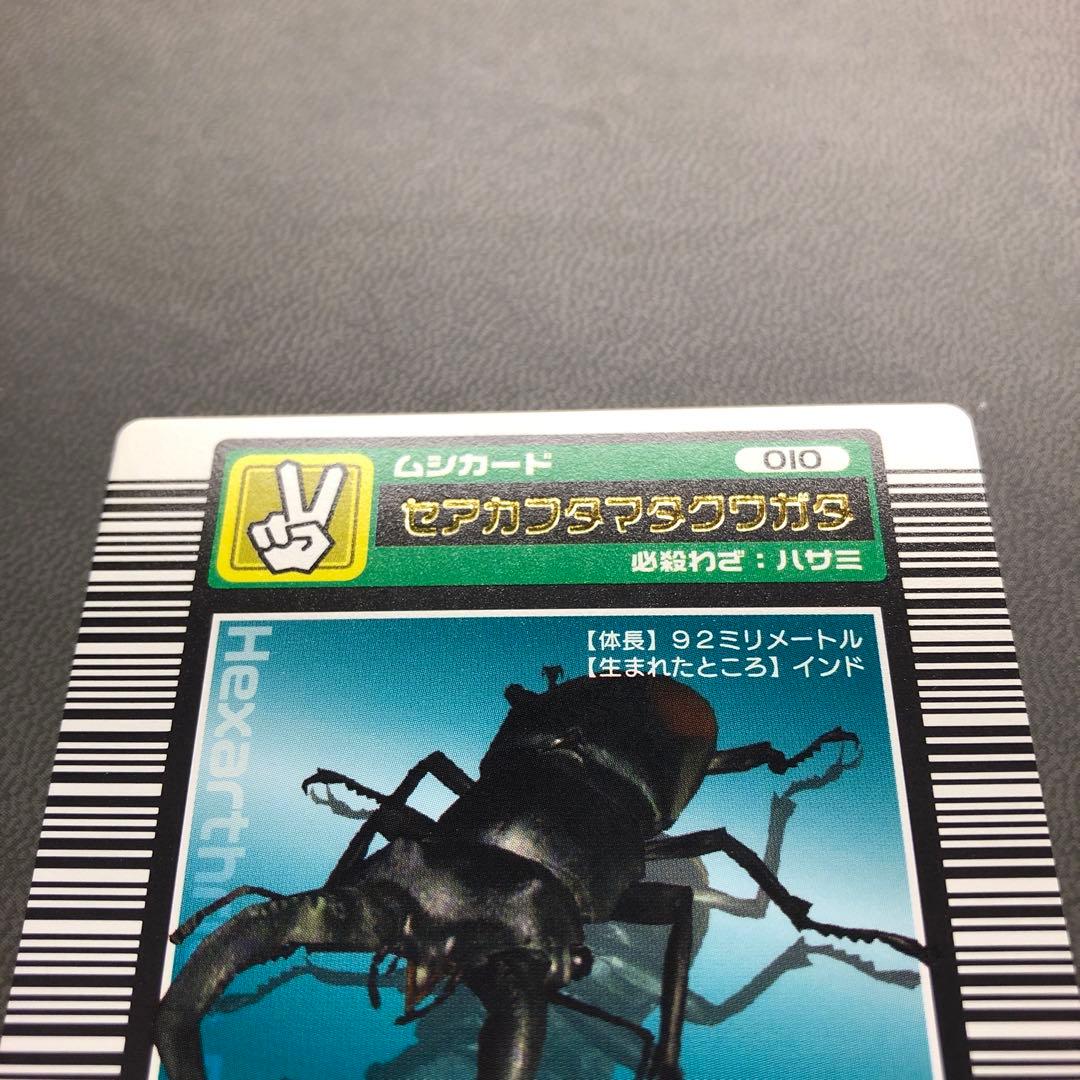 ムシカード
010
セアカフタマタクワガタ
必殺わざ：ハサミ
【体長】92ミリメートル
【生まれたところ】インド
Hexarth